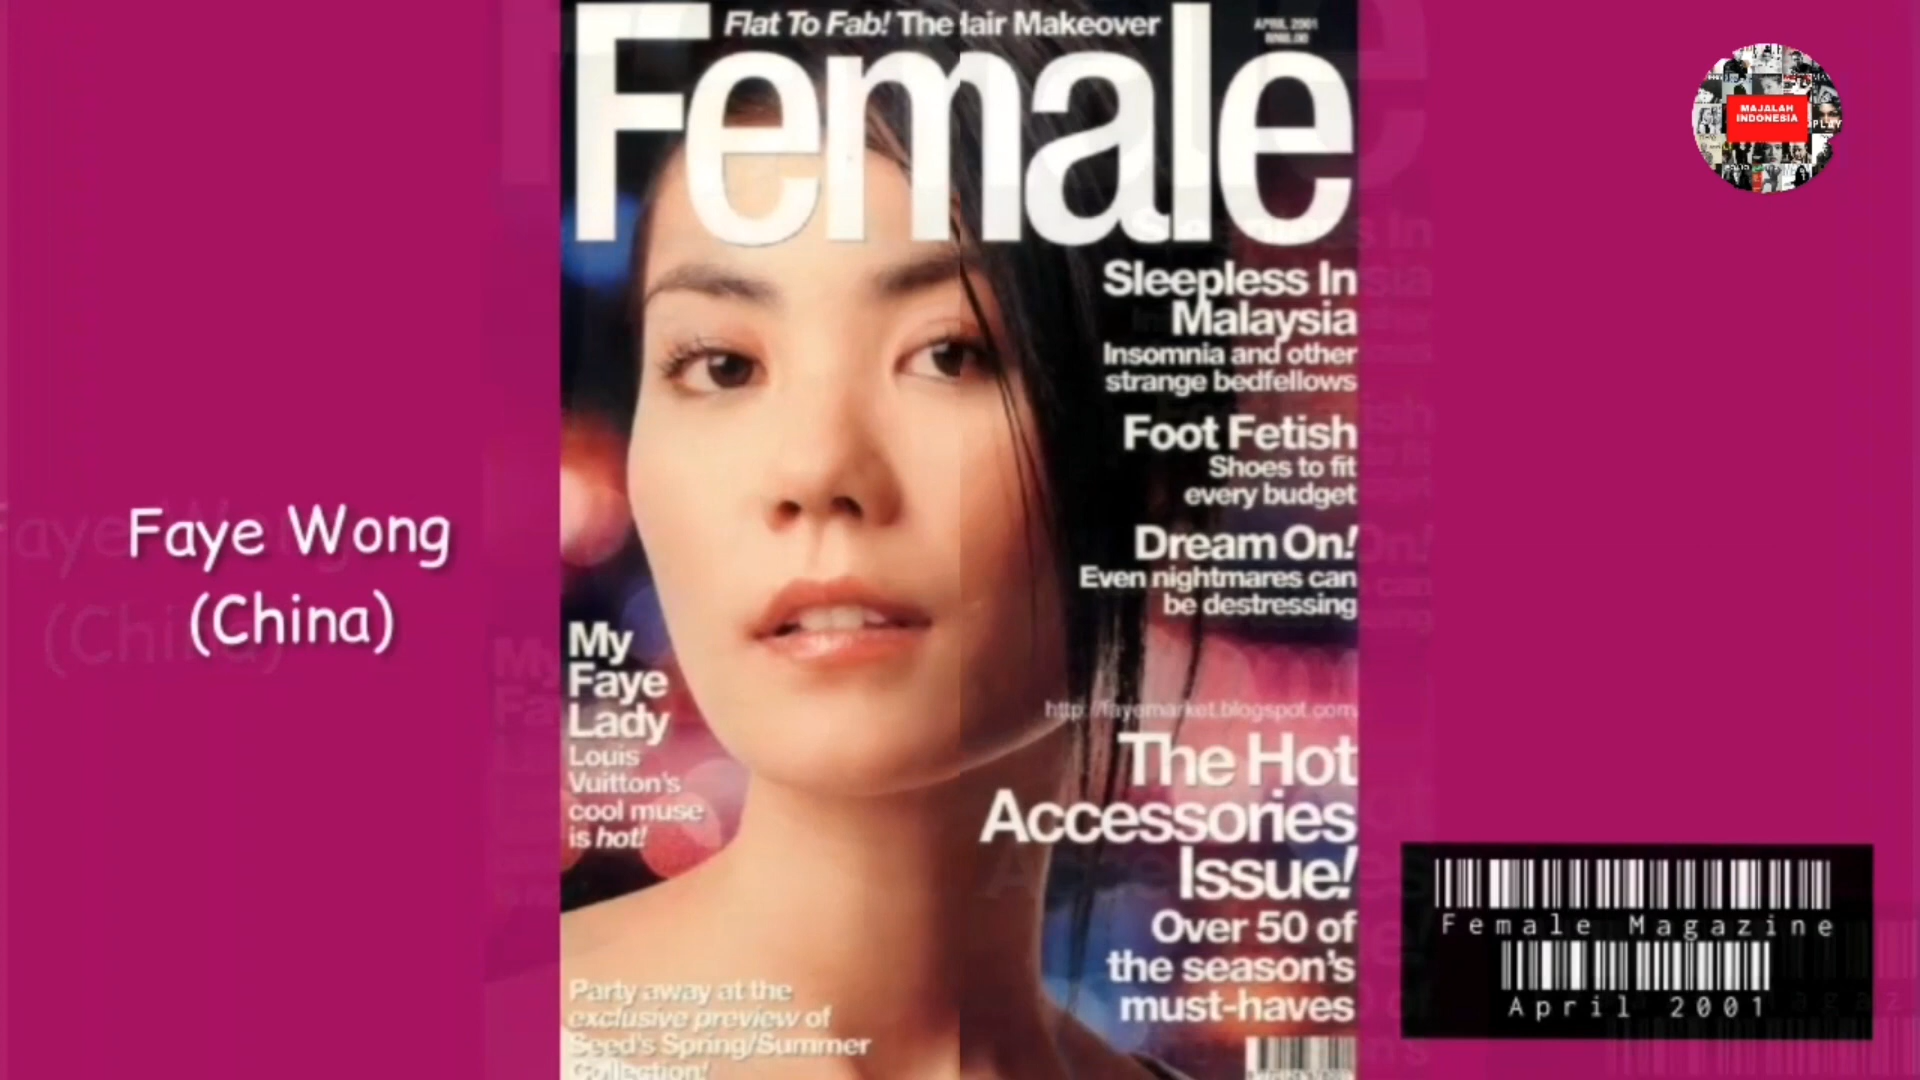 Flat To Fab! The Hair Makeover
APRIL 2001
Female
MAJALAH
INDONESIA
Sleepless In
Malaysia
Insomnia and other
strange bedfellows
Foot Fetish
Shoes to fit
every budget
Dream On!
Even nightmares can
be destressing
Faye Wong
(China)
My
Faye
Lady
Louis
Vuitton's
cool muse
is hot!
http://fayemarket.blogspot.com
The Hot
Accessories
Issue!
Over 50 of
the season's
must-haves
Party away at the
exclusive preview of
Seed's Spring/Summer
Collection!
Female Magazine
April 2001